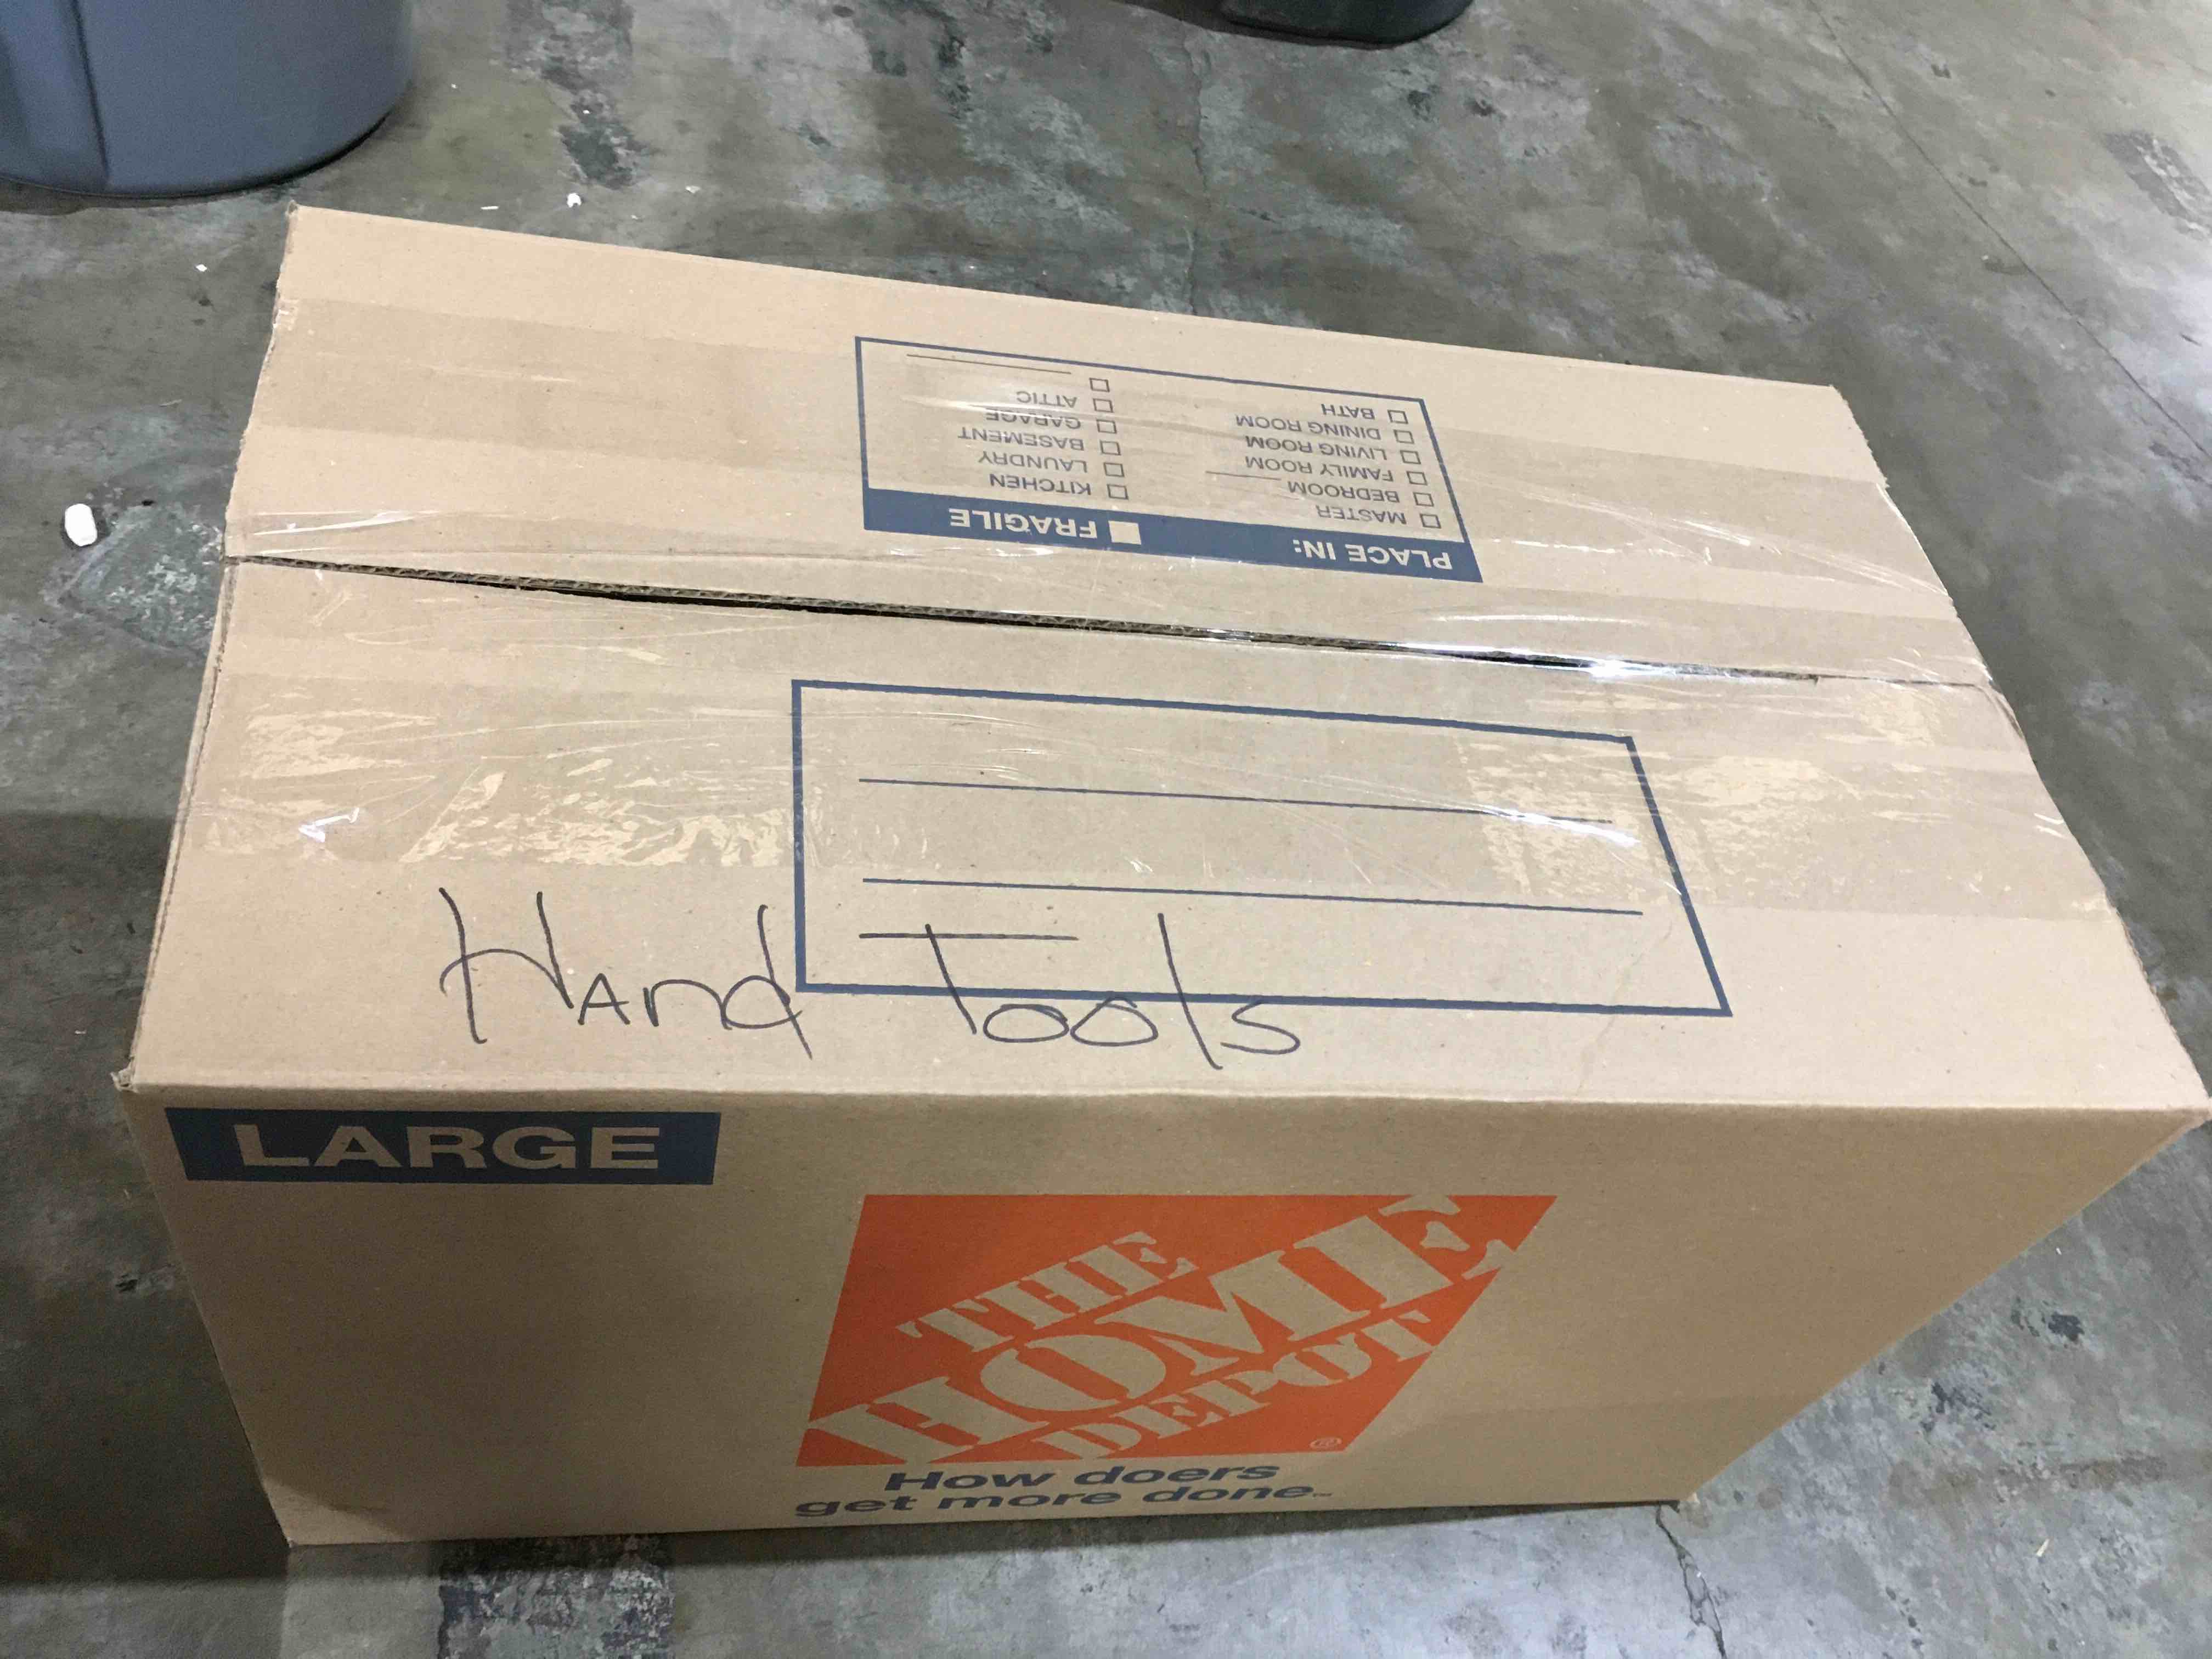 PLACE IN:
FRAGILE
MASTER
BEDROOM
FAMILY ROOM
LIVING ROOM
DINING ROOM
BATH
KITCHEN
LAUNDRY
BASEMENT
GARAGE
ATTIC
HAnd Tools
LARGE
THE
HOME
DEPOT
®
How doers
get more done.™